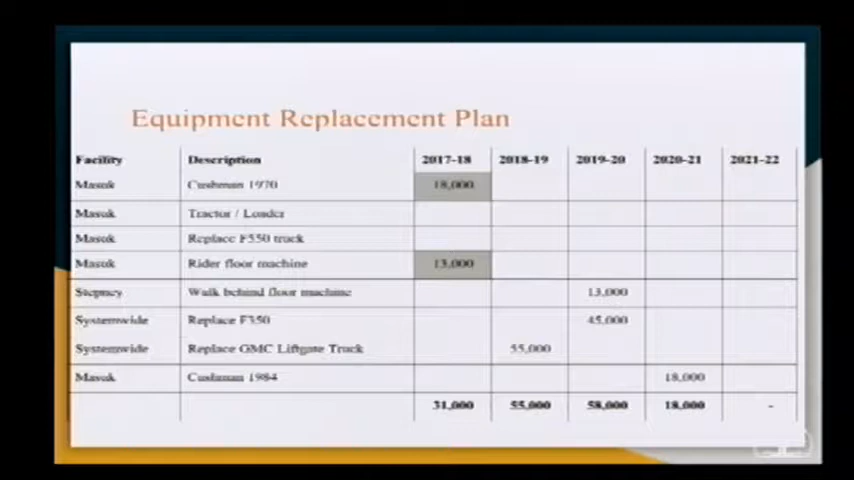 Equipment Replacement Plan
Facility Description 2017-18 2018-19 2019-20 2020-21 2021-22
Masuk Cushman 1970 18,000
Masuk Tractor / Loader
Masuk Replace F550 truck
Masuk Rider floor machine 13,000
Stepney Walk behind floor machine 13,000
Systemwide Replace F350 45,000
Systemwide Replace GMC Liftgate Truck 55,000
Masuk Cushman 1984 18,000
31,000 55,000 58,000 18,000 -